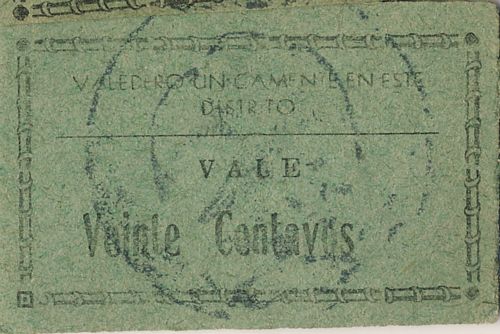 VALEDERO UNICAMENTE EN ESTE
DISTRITO
VALE
Veinte Centavos